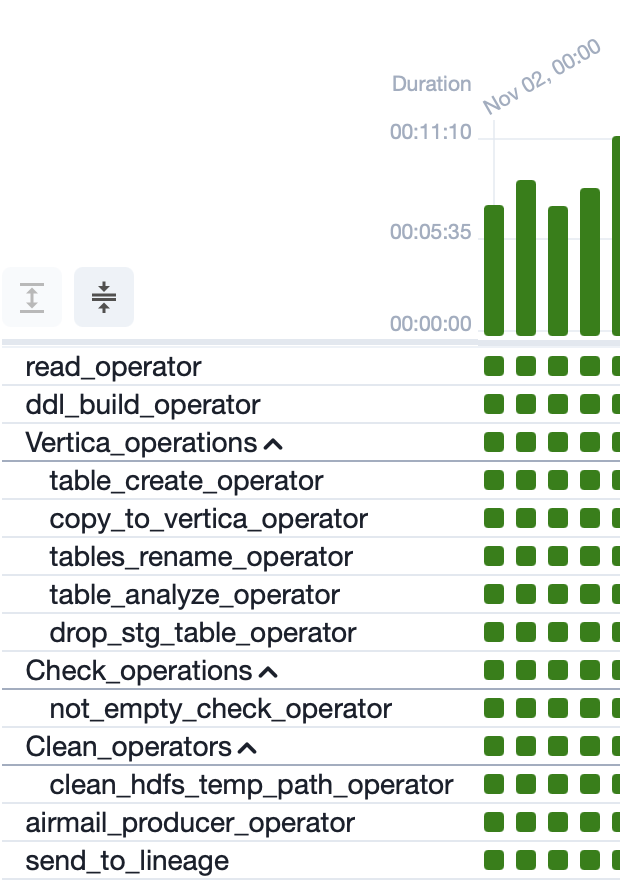 Nov 02, 00:00
Duration
00:11:10
00:05:35
00:00:00
read_operator
ddl_build_operator
Vertica_operations
table_create_operator
copy_to_vertica_operator
tables_rename_operator
table_analyze_operator
drop_stg_table_operator
Check_operations
not_empty_check_operator
Clean_operators
clean_hdfs_temp_path_operator
airmail_producer_operator
send_to_lineage